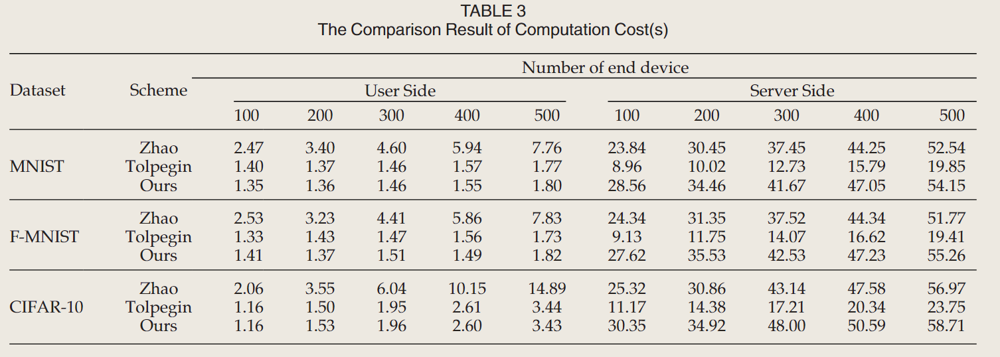 TABLE 3
The Comparison Result of Computation Cost(s)
Number of end device
Dataset Scheme User Side Server Side
100 200 300 400 500 100 200 300 400 500
Zhao 2.47 3.40 4.60 5.94 7.76 23.84 30.45 37.45 44.25 52.54
MNIST Tolpegin 1.40 1.37 1.46 1.57 1.77 8.96 10.02 12.73 15.79 19.85
Ours 1.35 1.36 1.46 1.55 1.80 28.56 34.46 41.67 47.05 54.15
Zhao 2.53 3.23 4.41 5.86 7.83 24.34 31.35 37.52 44.34 51.77
F-MNIST Tolpegin 1.33 1.43 1.47 1.56 1.73 9.13 11.75 14.07 16.62 19.41
Ours 1.41 1.37 1.51 1.49 1.82 27.62 35.53 42.53 47.23 55.26
Zhao 2.06 3.55 6.04 10.15 14.89 25.32 30.86 43.14 47.58 56.97
CIFAR-10 Tolpegin 1.16 1.50 1.95 2.61 3.44 11.17 14.38 17.21 20.34 23.75
Ours 1.16 1.53 1.96 2.60 3.43 30.35 34.92 48.00 50.59 58.71